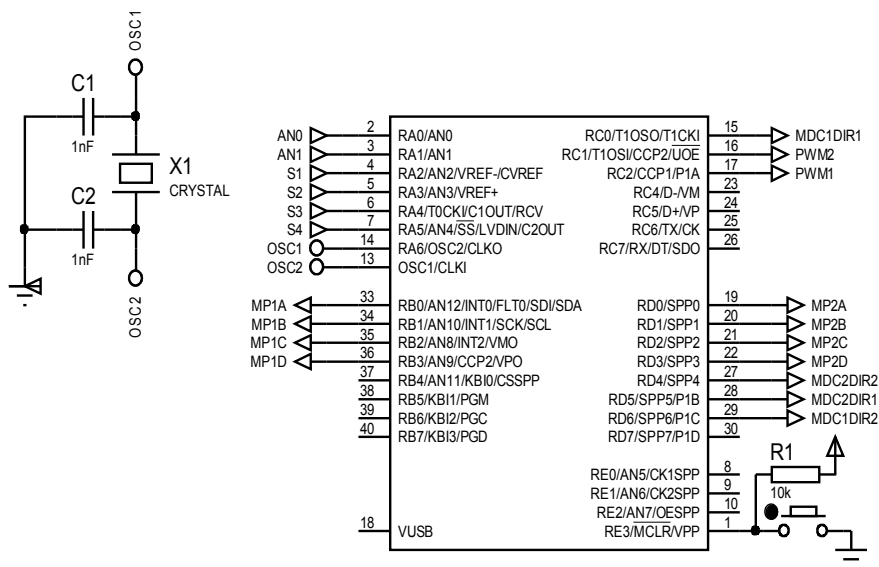 OSC1
C1
1nF
X1
CRYSTAL
C2
1nF
OSC2
AN0 2 RA0/AN0
AN1 3 RA1/AN1
S1 4 RA2/AN2/VREF-/CVREF
S2 5 RA3/AN3/VREF+
S3 6 RA4/T0CKI/C1OUT/RCV
S4 7 RA5/AN4/SS/LVDIN/C2OUT
OSC1 14 RA6/OSC2/CLKO
OSC2 13 OSC1/CLKI
MP1A 33 RB0/AN12/INT0/FLT0/SDI/SDA
MP1B 34 RB1/AN10/INT1/SCK/SCL
MP1C 35 RB2/AN8/INT2/VMO
MP1D 36 RB3/AN9/CCP2/VPO
37 RB4/AN11/KBI0/CSSPP
38 RB5/KBI1/PGM
39 RB6/KBI2/PGC
40 RB7/KBI3/PGD
18 VUSB
RC0/T1OSO/T1CKI 15 MDC1DIR1
RC1/T1OSI/CCP2/UOE 16 PWM2
RC2/CCP1/P1A 17 PWM1
RC4/D-/VM 23
RC5/D+/VP 24
RC6/TX/CK 25
RC7/RX/DT/SDO 26
RD0/SPP0 19 MP2A
RD1/SPP1 20 MP2B
RD2/SPP2 21 MP2C
RD3/SPP3 22 MP2D
RD4/SPP4 27 MDC2DIR2
RD5/SPP5/P1B 28 MDC2DIR1
RD6/SPP6/P1C 29 MDC1DIR2
RD7/SPP7/P1D 30
RE0/AN5/CK1SPP 8
RE1/AN6/CK2SPP 9
RE2/AN7/OESPP 10
RE3/MCLR/VPP 1
R1
10k